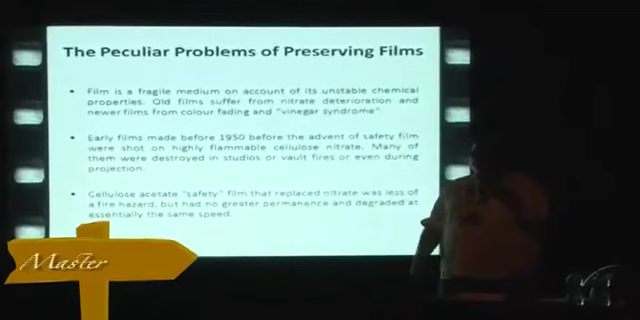 The Peculiar Problems of Preserving Films
• Film is a fragile medium on account of its unstable chemical
properties. Old films suffer from nitrate deterioration and
newer films from colour fading and "vinegar syndrome".
• Early films made before 1950 before the advent of safety film
were shot on highly flammable cellulose nitrate. Many of
them were destroyed in studios or vault fires or even during
projection.
• Cellulose acetate "safety" film that replaced nitrate was less of
a fire hazard, but had no greater permanence and degraded at
essentially the same speed.
Master